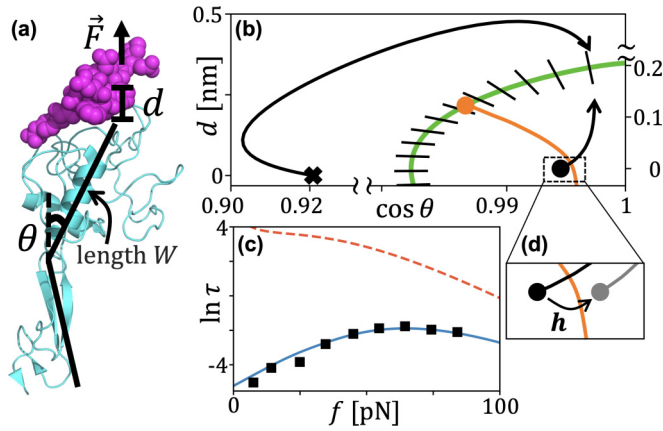 (a)
F⃗
d
θ
length W
(b)
0.5
d [nm]
0
0.90
0.92
cos θ
0.99
1
0.2
0.1
0
(c)
4
ln τ
-4
0
f [pN]
100
(d)
h